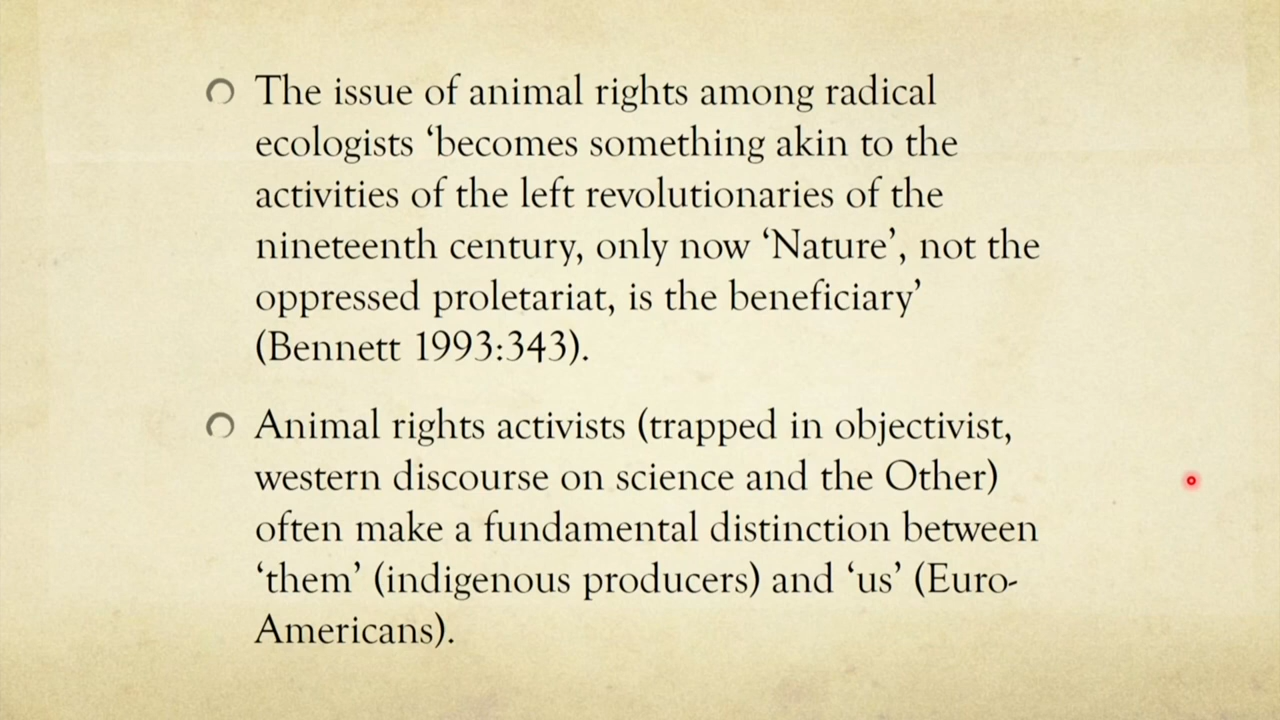 The issue of animal rights among radical
ecologists ‘becomes something akin to the
activities of the left revolutionaries of the
nineteenth century, only now ‘Nature’, not the
oppressed proletariat, is the beneficiary’
(Bennett 1993:343).
Animal rights activists (trapped in objectivist,
western discourse on science and the Other)
often make a fundamental distinction between
‘them’ (indigenous producers) and ‘us’ (Euro-
Americans).